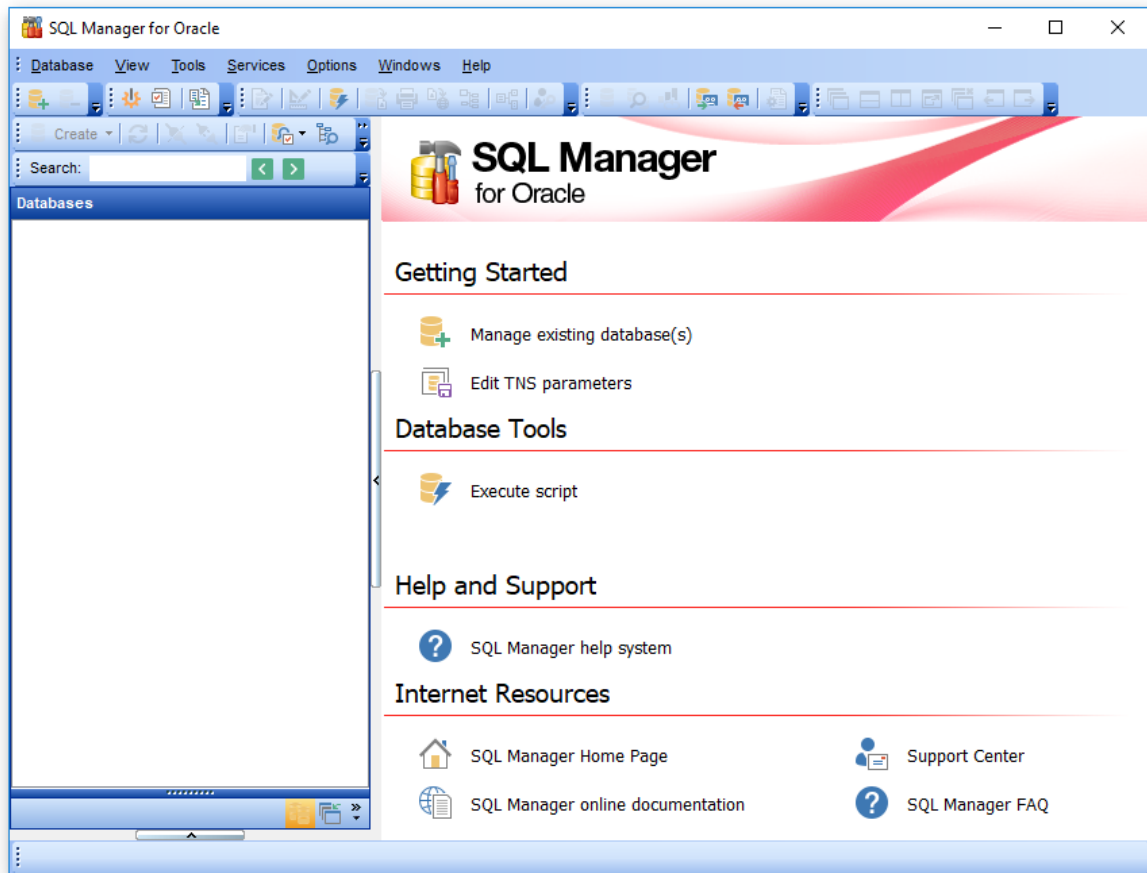 SQL Manager for Oracle
Database View Tools Services Options Windows Help
Create
Search:
Databases
SQL Manager
for Oracle
Getting Started
Manage existing database(s)
Edit TNS parameters
Database Tools
Execute script
Help and Support
SQL Manager help system
Internet Resources
SQL Manager Home Page
Support Center
SQL Manager online documentation
SQL Manager FAQ